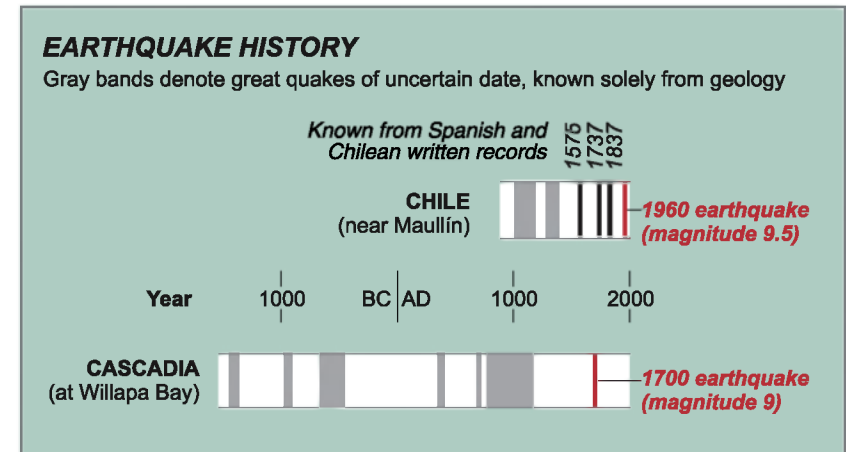 EARTHQUAKE HISTORY
Gray bands denote great quakes of uncertain date, known solely from geology
Known from Spanish and
Chilean written records
1575
1737
1837
CHILE
(near Maullín)
1960 earthquake
(magnitude 9.5)
Year 1000 BC AD 1000 2000
CASCADIA
(at Willapa Bay)
1700 earthquake
(magnitude 9)